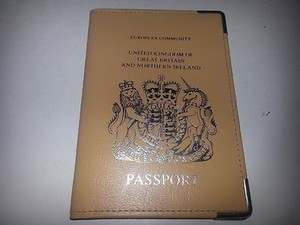 EUROPEAN COMMUNITY
UNITED KINGDOM OF
GREAT BRITAIN
AND NORTHERN IRELAND
PASSPORT